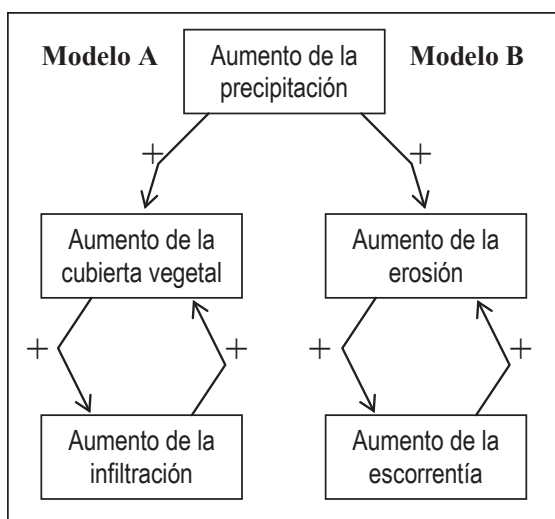 Modelo A
Aumento de la
precipitación
Modelo B
+
+
Aumento de la
cubierta vegetal
Aumento de la
erosión
+
+
+
+
Aumento de la
infiltración
Aumento de la
escorrentía